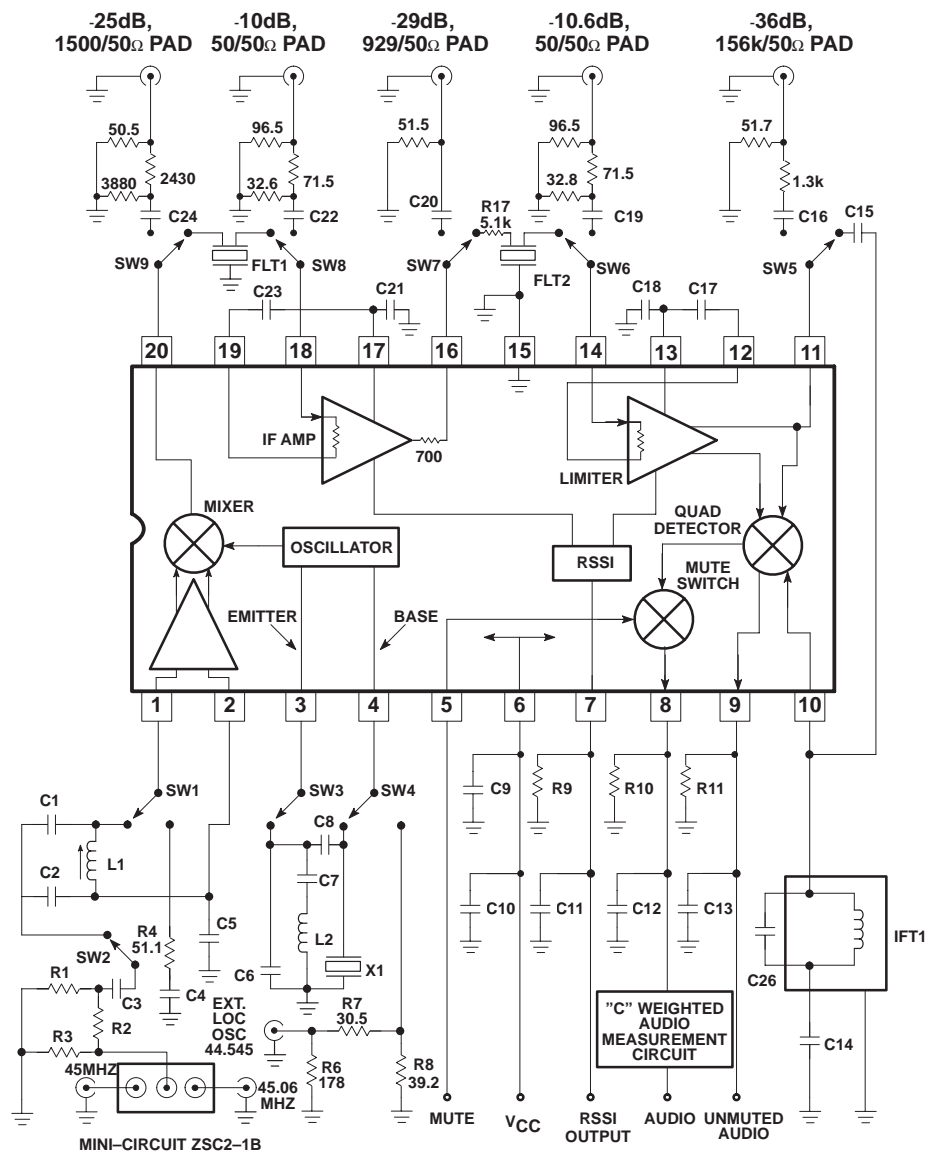 -25dB,
1500/50Ω PAD
-10dB,
50/50Ω PAD
-29dB,
929/50Ω PAD
-10.6dB,
50/50Ω PAD
-36dB,
156k/50Ω PAD
50.5
2430
3880
C24
96.5
71.5
32.6
C22
51.5
C20
96.5
71.5
32.8
C19
51.7
1.3k
C16
C15
R17
5.1k
SW9
FLT1
SW8
SW7
FLT2
SW6
SW5
C23
C21
C18
C17
20
19
18
17
16
15
14
13
12
11
IF AMP
700
LIMITER
MIXER
OSCILLATOR
RSSI
QUAD
DETECTOR
MUTE
SWITCH
EMITTER
BASE
1
2
3
4
5
6
7
8
9
10
SW1
SW3
SW4
C1
L1
C2
C5
C8
C7
L2
C6
X1
C9
R9
R10
R11
C10
C11
C12
C13
IFT1
C26
C14
SW2
R4
51.1
C4
R1
C3
R2
R3
EXT.
LOC
OSC
44.545
R7
30.5
R6
178
R8
39.2
"C" WEIGHTED
AUDIO
MEASUREMENT
CIRCUIT
45MHZ
45.06
MHZ
MINI–CIRCUIT ZSC2–1B
MUTE
VCC
RSSI
OUTPUT
AUDIO
UNMUTED
AUDIO